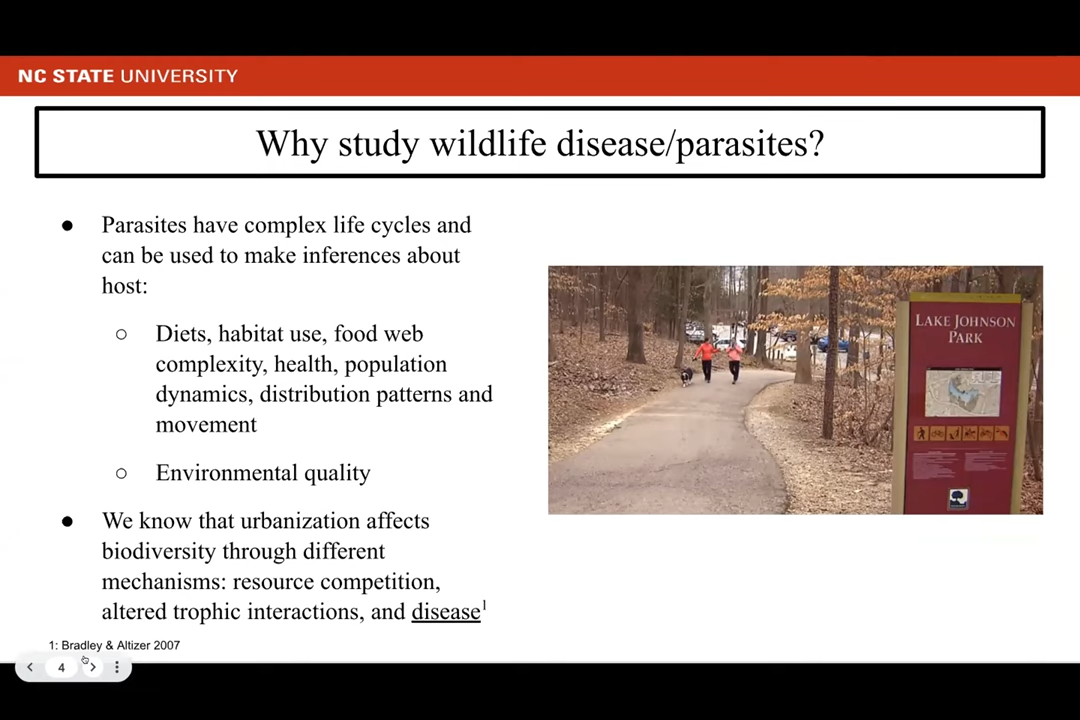 NC STATE UNIVERSITY
Why study wildlife disease/parasites?
● Parasites have complex life cycles and
can be used to make inferences about
host:
○ Diets, habitat use, food web
complexity, health, population
dynamics, distribution patterns and
movement
○ Environmental quality
● We know that urbanization affects
biodiversity through different
mechanisms: resource competition,
altered trophic interactions, and disease¹
LAKE JOHNSON
PARK
1: Bradley & Altizer 2007
4